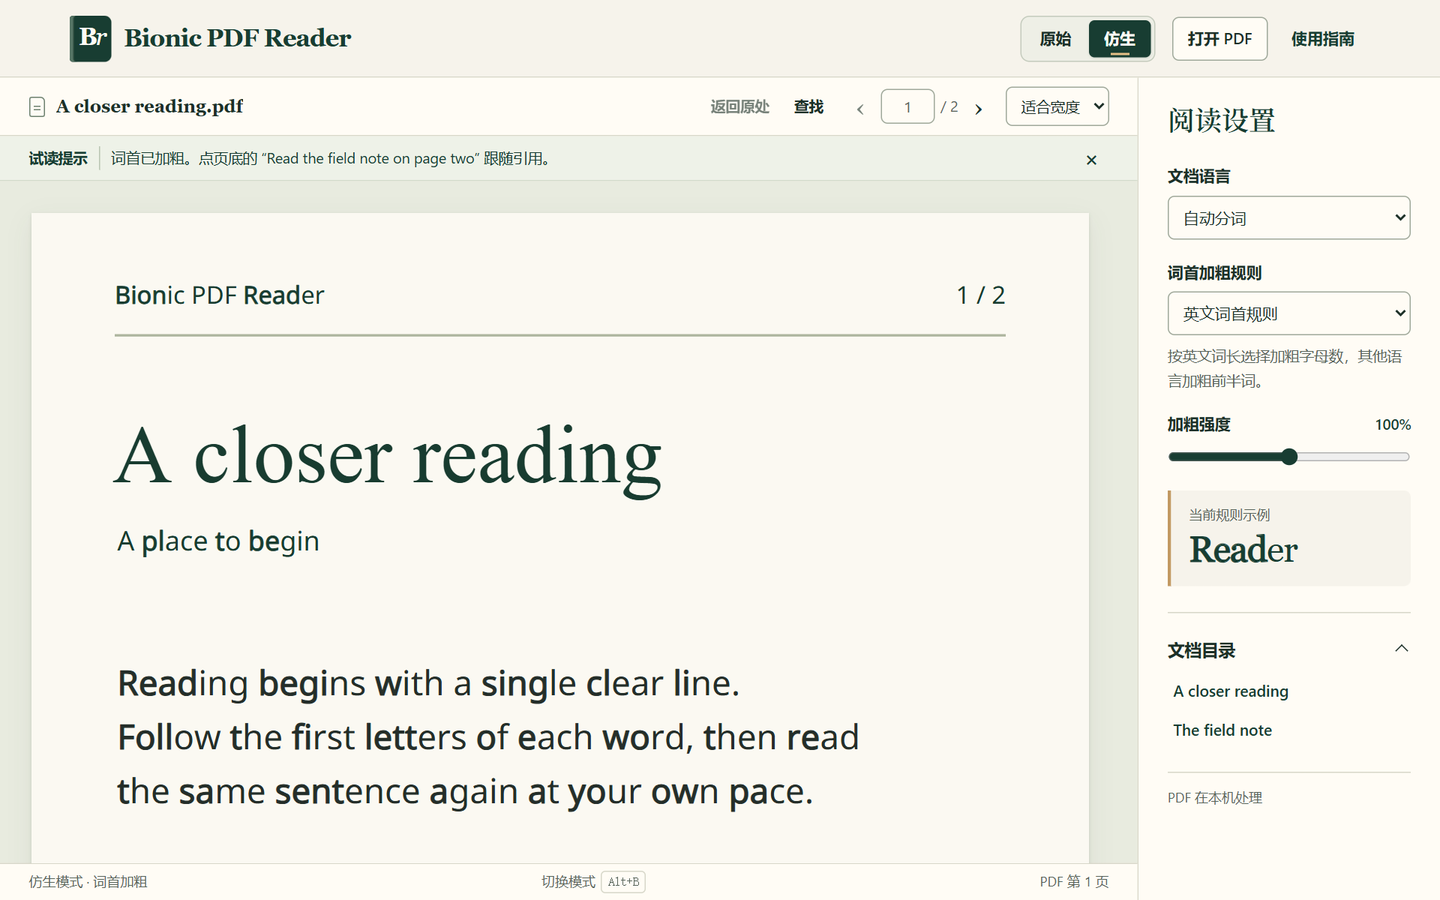 Br Bionic PDF Reader 原始 仿生 打开 PDF 使用指南
A closer reading.pdf 返回原处 查找 ‹ 1 / 2 › 适合宽度
试读提示 词首已加粗。点页底的 “Read the field note on page two” 跟随引用。 ×
Bionic PDF Reader 1 / 2
A closer reading
A place to begin
Reading begins with a single clear line.
Follow the first letters of each word, then read
the same sentence again at your own pace.
仿生模式 · 词首加粗 切换模式 Alt+B PDF 第 1 页
阅读设置
文档语言
自动分词
词首加粗规则
英文词首规则
按英文词长选择加粗字母数，其他语
言加粗前半词。
加粗强度 100%
当前规则示例
Reader
文档目录
A closer reading
The field note
PDF 在本机处理